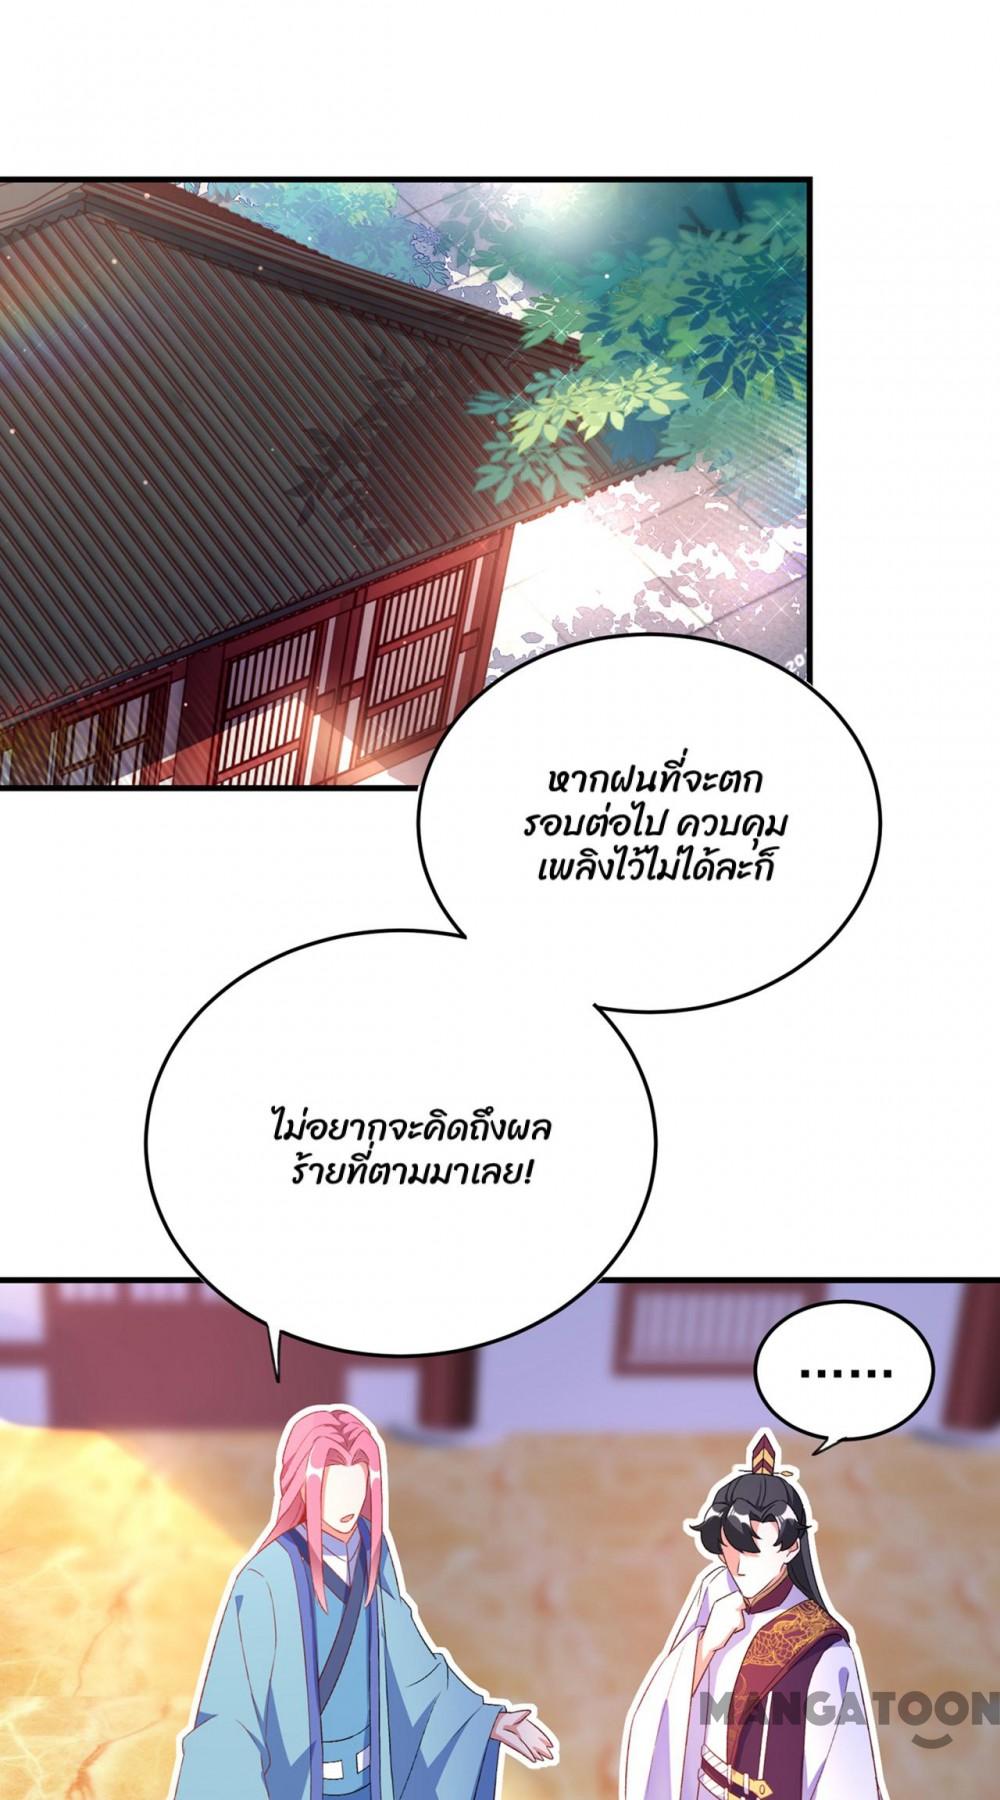 หากฝนที่จะตก
รอบต่อไป ควบคุม
เพลิงไว้ไม่ได้ละก็
ไม่อยากจะคิดถึงผล
ร้ายที่ตามมาเลย!
......
MANGATOON